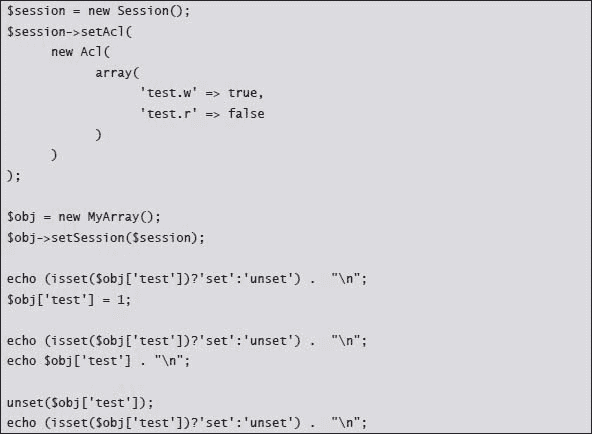 $session = new Session();
$session->setAcl(
      new Acl(
            array(
                  'test.w' => true,
                  'test.r' => false
            )
      )
);

$obj = new MyArray();
$obj->setSession($session);

echo (isset($obj['test'])?'set':'unset') .  "\n";
$obj['test'] = 1;

echo (isset($obj['test'])?'set':'unset') .  "\n";
echo $obj['test'] . "\n";

unset($obj['test']);
echo (isset($obj['test'])?'set':'unset') .  "\n";